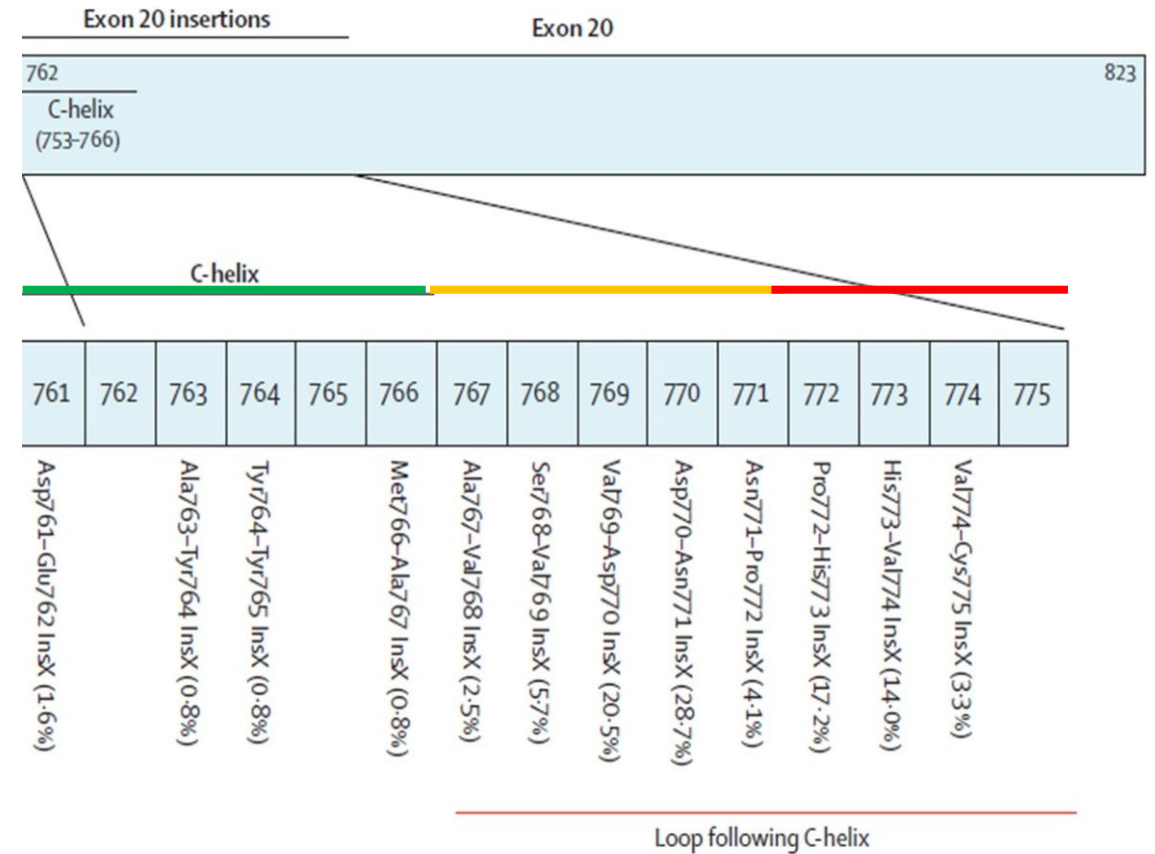 Exon 20 insertions
Exon 20
762
823
C-helix
(753-766)
C-helix
761
762
763
764
765
766
767
768
769
770
771
772
773
774
775
Asp761–Glu762 InsX (1·6%)
Ala763–Tyr764 InsX (0·8%)
Tyr764–Tyr765 InsX (0·8%)
Met766–Ala767 InsX (0·8%)
Ala767–Val768 InsX (2·5%)
Ser768–Val769 InsX (5·7%)
Val769–Asp770 InsX (20·5%)
Asp770–Asn771 InsX (28·7%)
Asn771–Pro772 InsX (4·1%)
Pro772–His773 InsX (17·2%)
His773–Val774 InsX (14·0%)
Val774–Cys775 InsX (3·3%)
Loop following C-helix